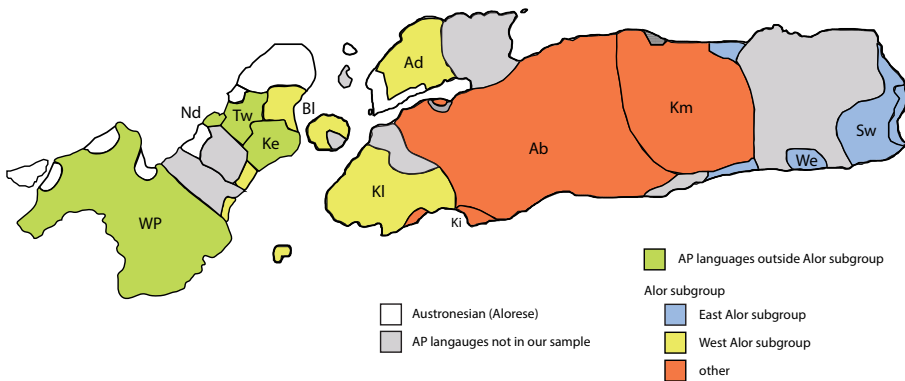 Ad
Nd
Tw
Bl
Km
Sw
Ke
Ab
We
Kl
WP
Ki
AP languages outside Alor subgroup
Alor subgroup
Austronesian (Alorese)
East Alor subgroup
AP langauges not in our sample
West Alor subgroup
other